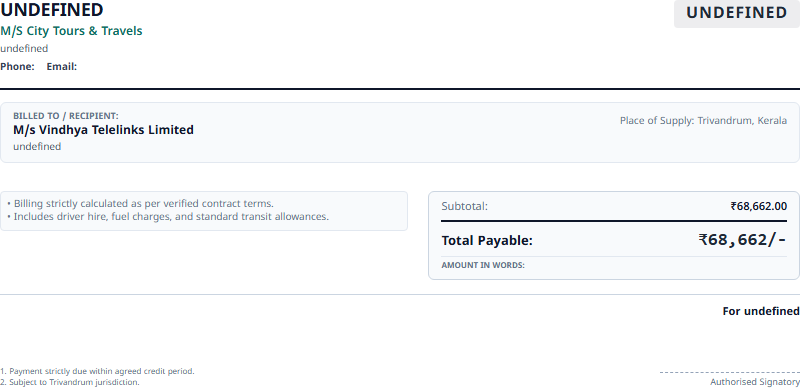 UNDEFINED
UNDEFINED
M/S City Tours & Travels
undefined
Phone: Email:
BILLED TO / RECIPIENT:
M/s Vindhya Telelinks Limited
undefined
Place of Supply: Trivandrum, Kerala
• Billing strictly calculated as per verified contract terms.
• Includes driver hire, fuel charges, and standard transit allowances.
Subtotal: ₹68,662.00
Total Payable: ₹68,662/-
AMOUNT IN WORDS:
For undefined
1. Payment strictly due within agreed credit period.
2. Subject to Trivandrum jurisdiction.
Authorised Signatory